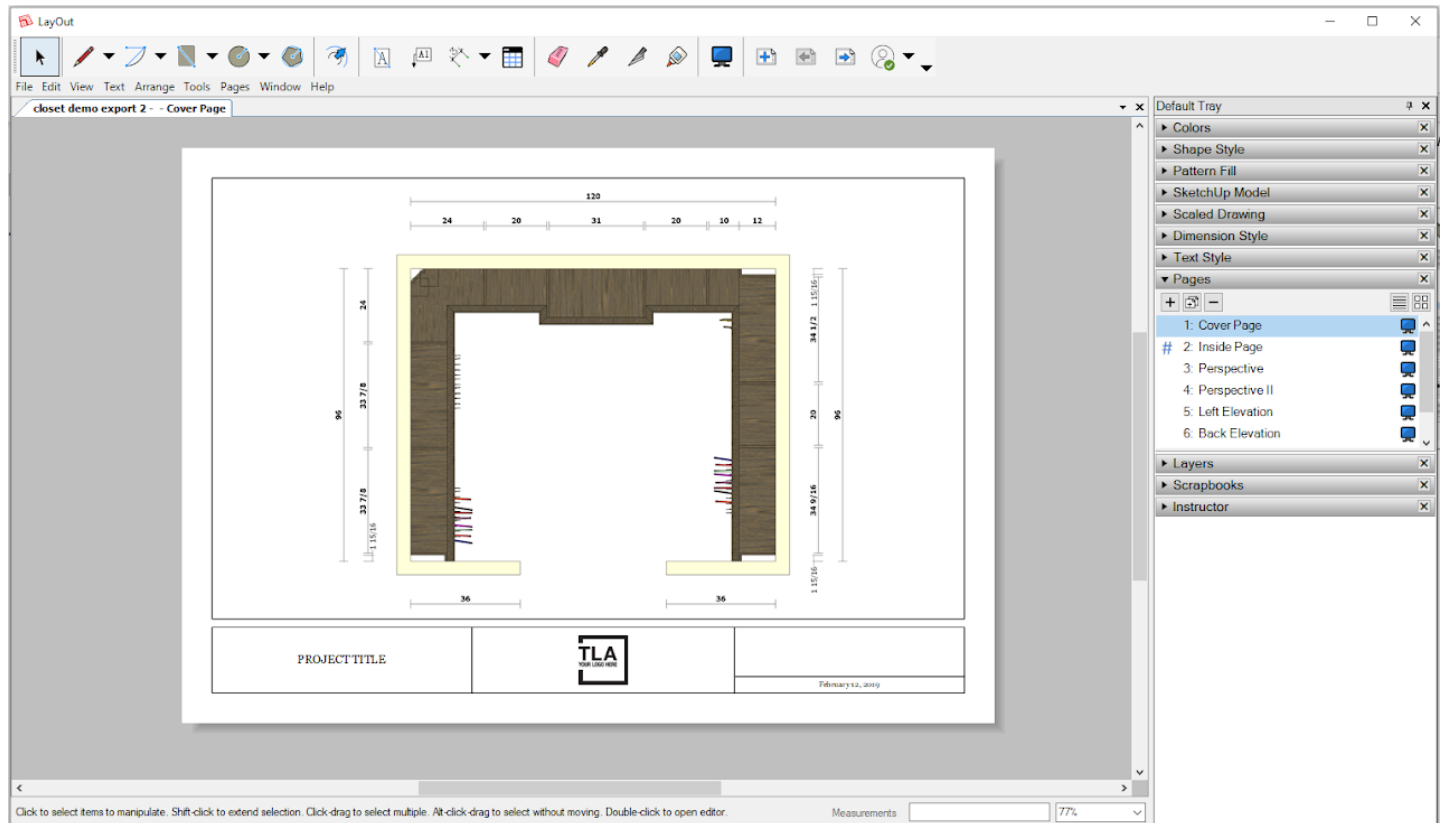 LayOut
File Edit View Text Arrange Tools Pages Window Help
closet demo export 2 - - Cover Page
120
24 20 31 20 10 12
96
24
33 7/8
33 7/8
1 15/16
1 15/16
34 1/2
20
34 9/16
1 15/16
96
36
36
PROJECT TITLE
TLA
YOUR LOGO HERE
February 12, 2019
Default Tray
Colors
Shape Style
Pattern Fill
SketchUp Model
Scaled Drawing
Dimension Style
Text Style
Pages
1: Cover Page
# 2: Inside Page
3: Perspective
4: Perspective II
5: Left Elevation
6: Back Elevation
Layers
Scrapbooks
Instructor
Click to select items to manipulate. Shift-click to extend selection. Click-drag to select multiple. Alt-click-drag to select without moving. Double-click to open editor.
Measurements
77%